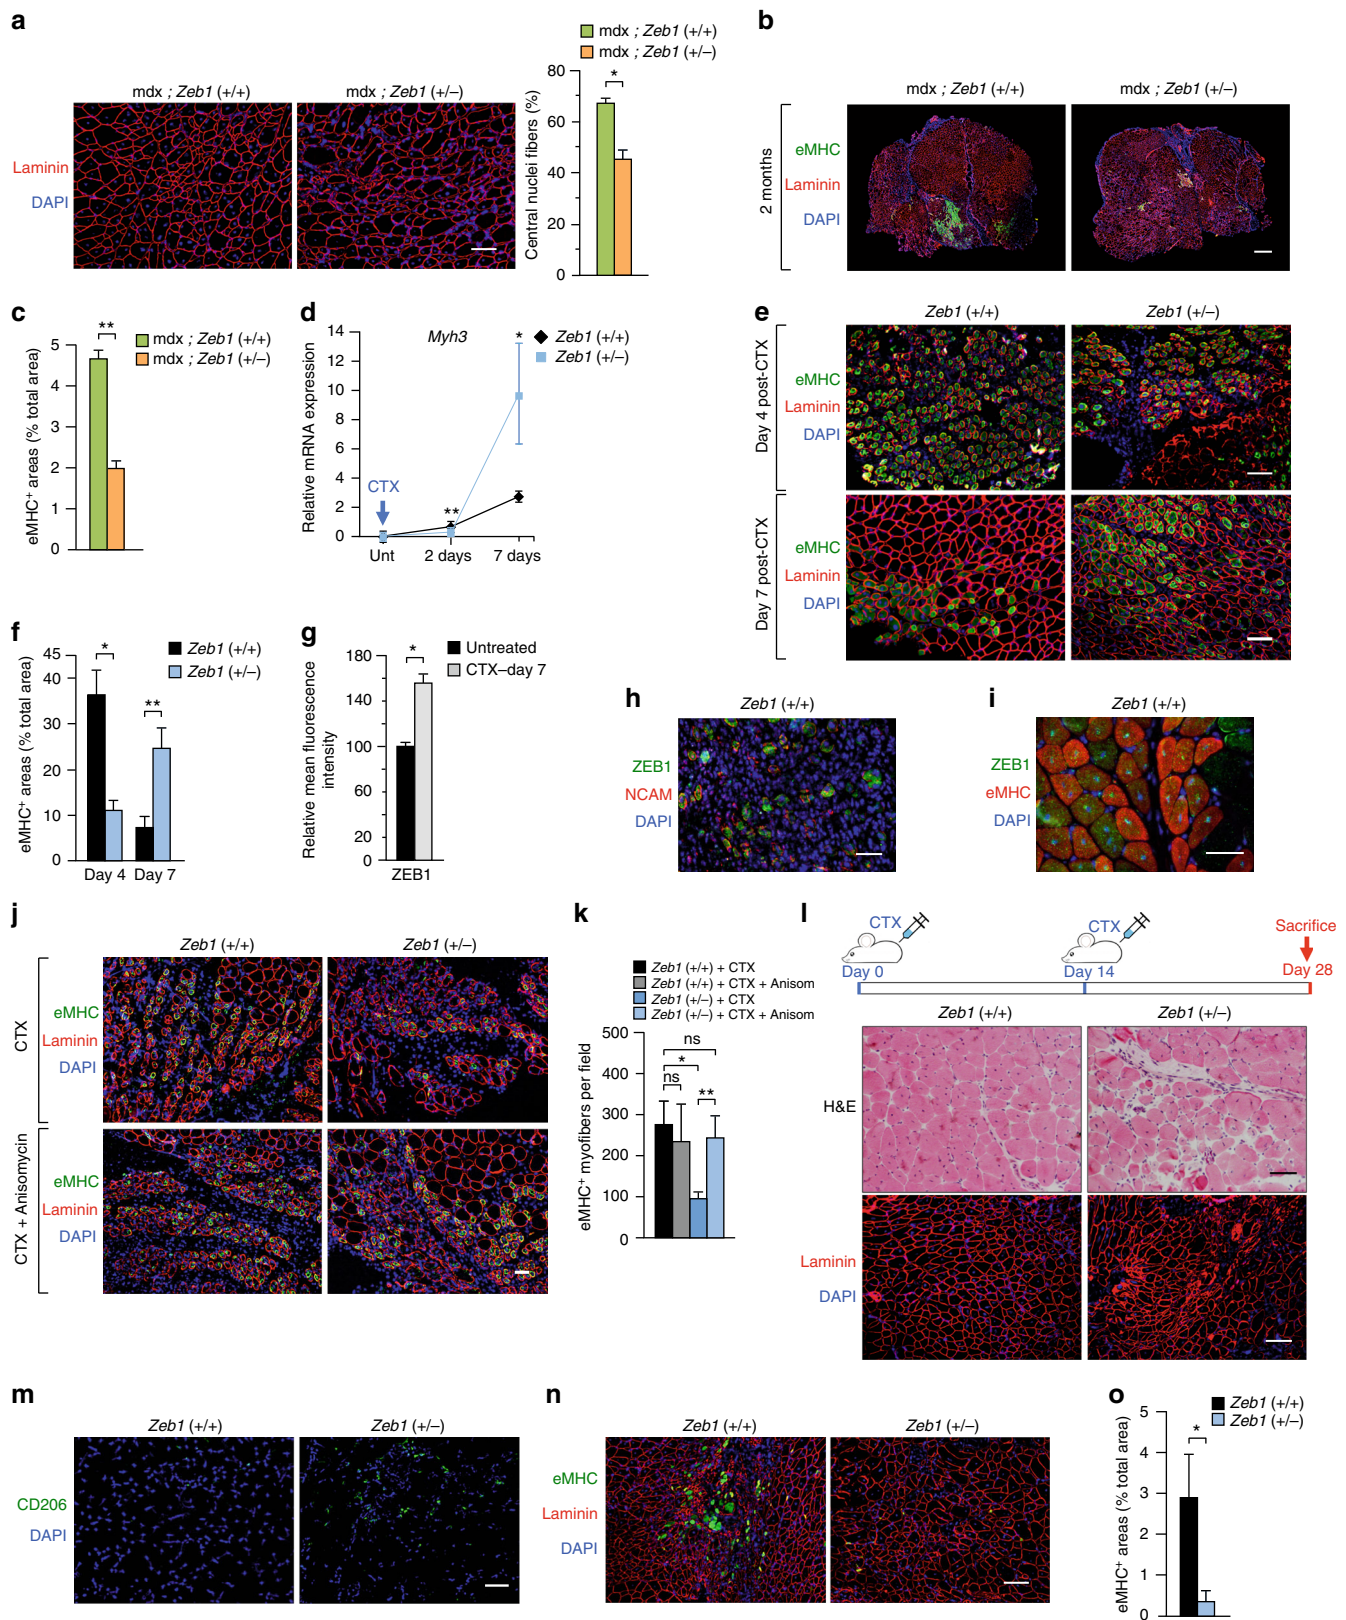 a
mdx ; Zeb1 (+/+)
mdx ; Zeb1 (+/–)
mdx ; Zeb1 (+/+)
mdx ; Zeb1 (+/–)
Laminin
DAPI
Central nuclei fibers (%)
80
60
40
20
0
*
b
mdx ; Zeb1 (+/+)
mdx ; Zeb1 (+/–)
2 months
eMHC
Laminin
DAPI
c
mdx ; Zeb1 (+/+)
mdx ; Zeb1 (+/–)
eMHC+ areas (% total area)
5
4
3
2
1
0
**
d
Myh3
Zeb1 (+/+)
Zeb1 (+/–)
Relative mRNA expression
14
12
10
8
6
4
2
0
CTX
**
*
Unt
2 days
7 days
e
Zeb1 (+/+)
Zeb1 (+/–)
Day 4 post-CTX
eMHC
Laminin
DAPI
Day 7 post-CTX
eMHC
Laminin
DAPI
f
Zeb1 (+/+)
Zeb1 (+/–)
eMHC+ areas (% total area)
45
40
30
20
10
0
*
**
Day 4
Day 7
g
Untreated
CTX–day 7
Relative mean fluorescence
intensity
180
140
100
60
20
0
*
ZEB1
h
Zeb1 (+/+)
ZEB1
NCAM
DAPI
i
Zeb1 (+/+)
ZEB1
eMHC
DAPI
j
Zeb1 (+/+)
Zeb1 (+/–)
CTX
eMHC
Laminin
DAPI
CTX + Anisomycin
eMHC
Laminin
DAPI
k
Zeb1 (+/+) + CTX
Zeb1 (+/+) + CTX + Anisom
Zeb1 (+/–) + CTX
Zeb1 (+/–) + CTX + Anisom
eMHC+ myofibers per field
500
400
300
200
100
0
ns
*
ns
**
l
CTX
CTX
Sacrifice
Day 0
Day 14
Day 28
Zeb1 (+/+)
Zeb1 (+/–)
H&E
Laminin
DAPI
m
Zeb1 (+/+)
Zeb1 (+/–)
CD206
DAPI
n
Zeb1 (+/+)
Zeb1 (+/–)
eMHC
Laminin
DAPI
o
Zeb1 (+/+)
Zeb1 (+/–)
eMHC+ areas (% total area)
5
4
3
2
1
0
*